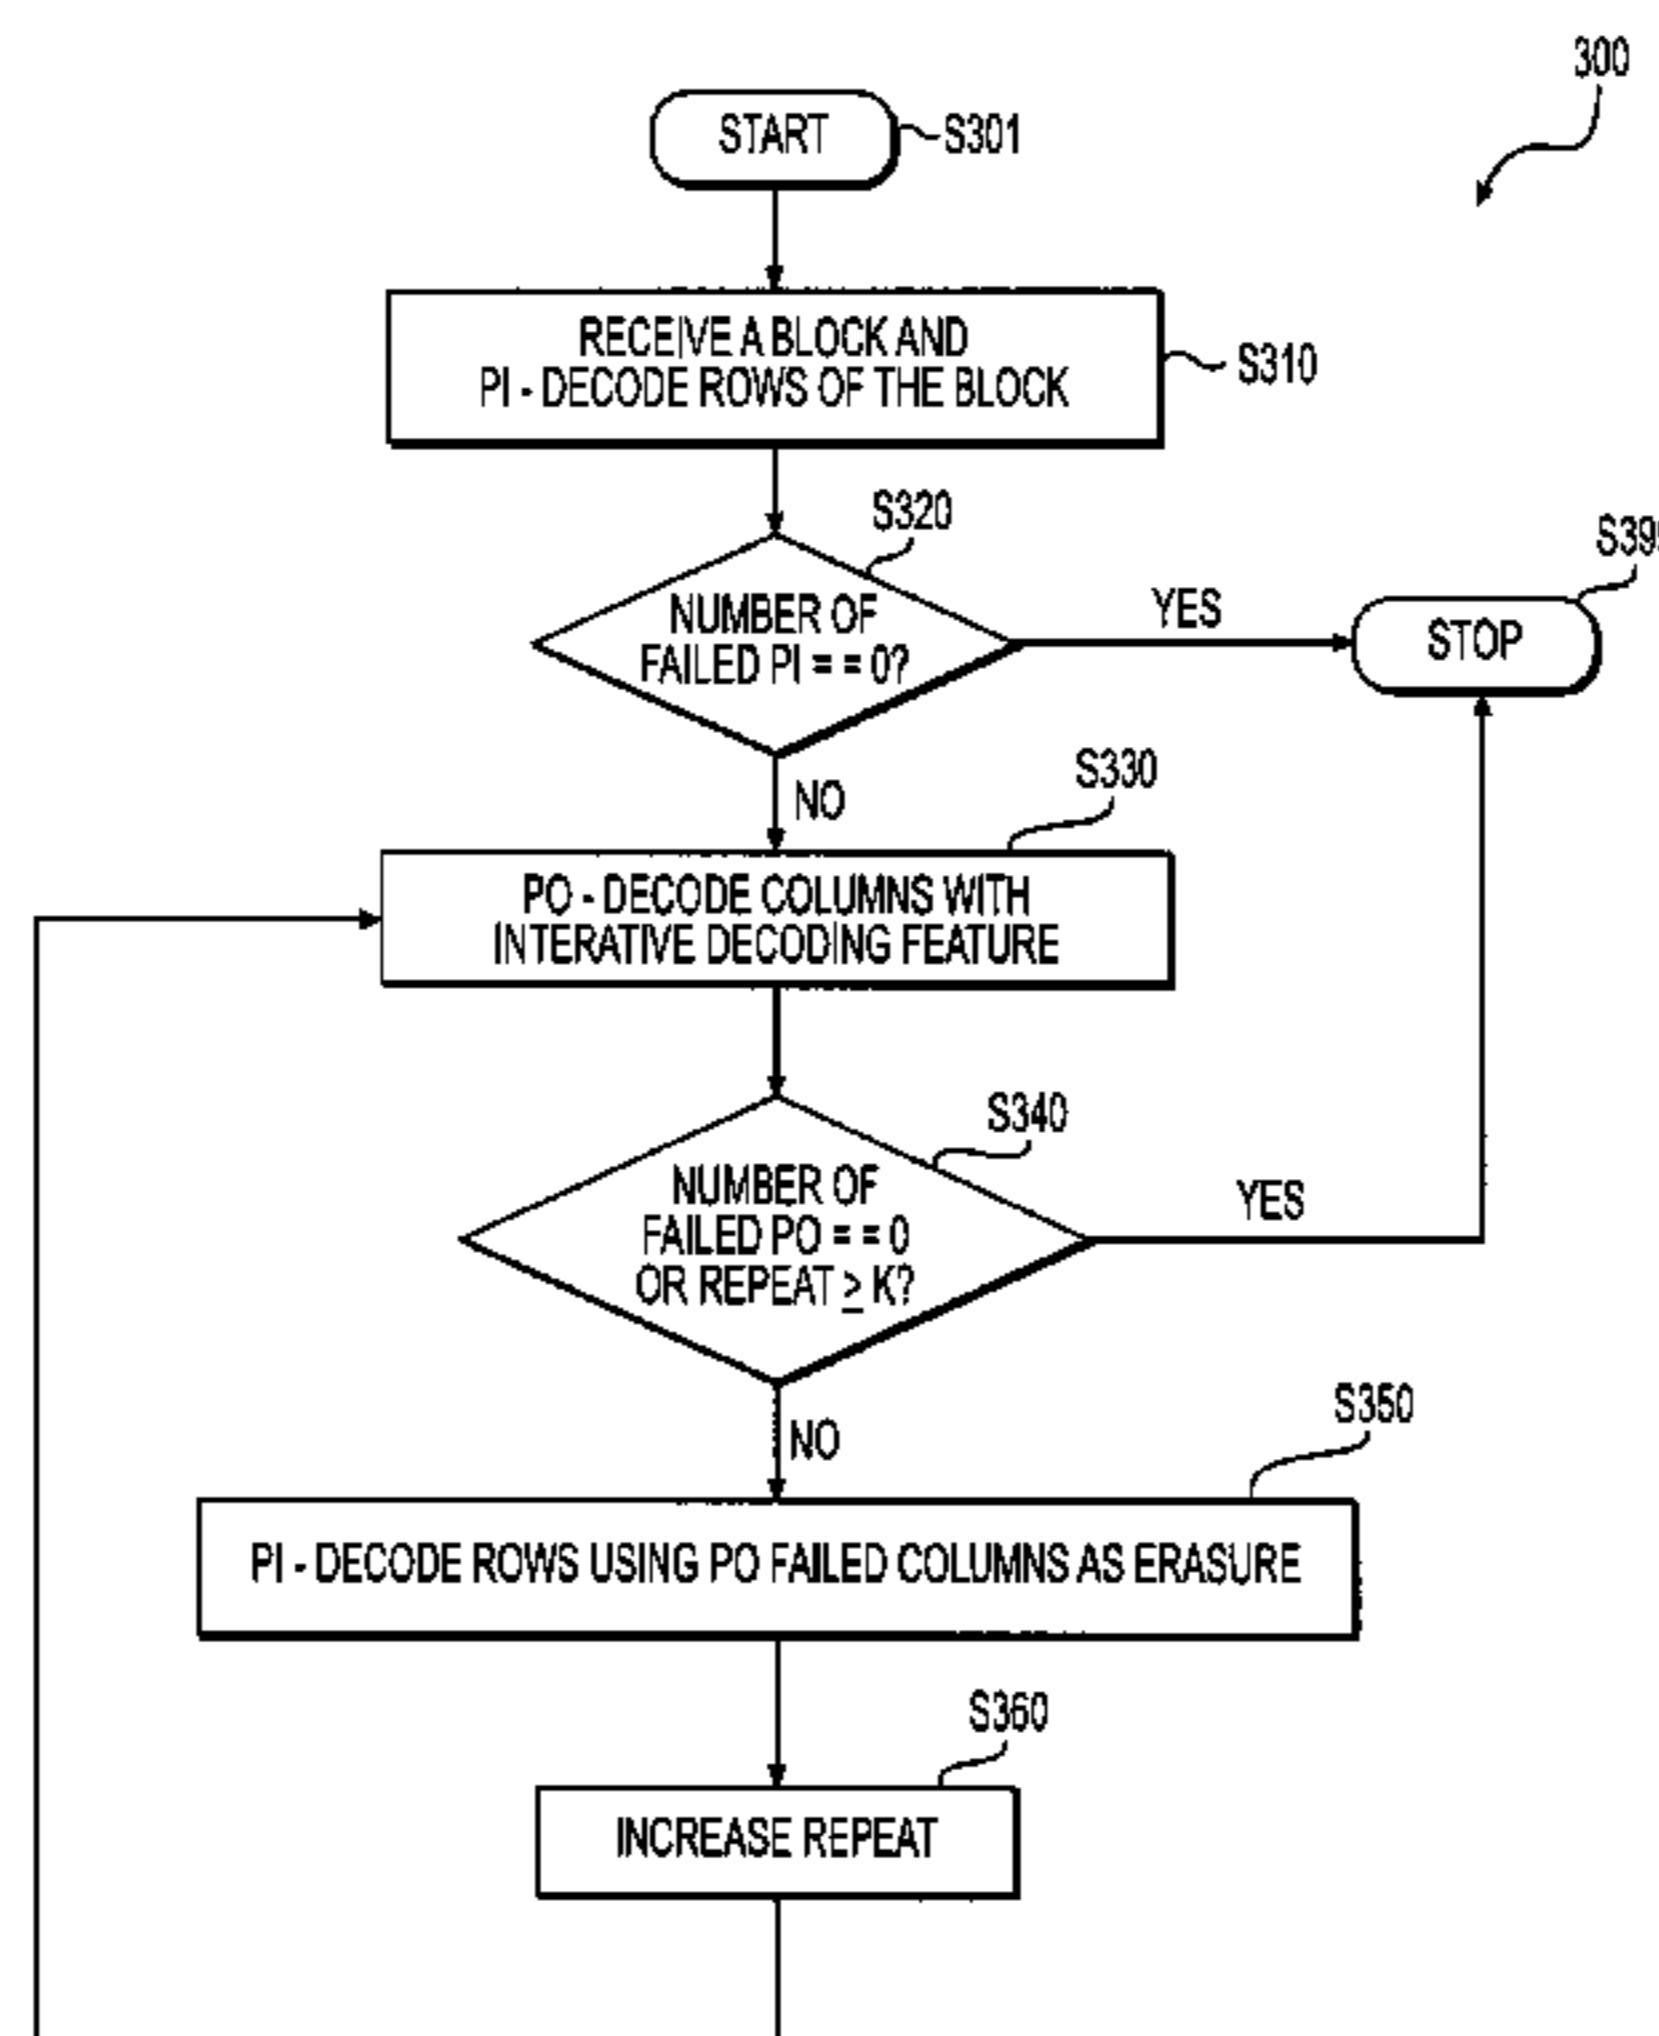 300
START
S301
RECEIVE A BLOCK AND
PI - DECODE ROWS OF THE BLOCK
S310
S320
NUMBER OF
FAILED PI = = 0?
YES
S399
STOP
NO
S330
PO - DECODE COLUMNS WITH
INTERATIVE DECODING FEATURE
S340
NUMBER OF
FAILED PO = = 0
OR REPEAT ≥ K?
YES
NO
S350
PI - DECODE ROWS USING PO FAILED COLUMNS AS ERASURE
S360
INCREASE REPEAT